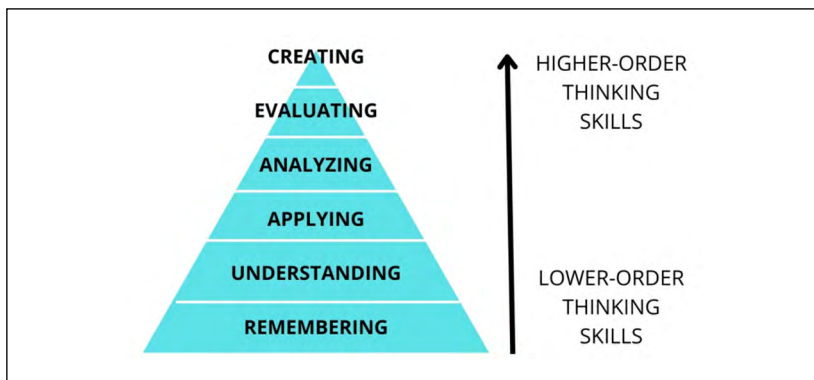 CREATING
EVALUATING
ANALYZING
APPLYING
UNDERSTANDING
REMEMBERING
HIGHER-ORDER
THINKING
SKILLS
LOWER-ORDER
THINKING
SKILLS